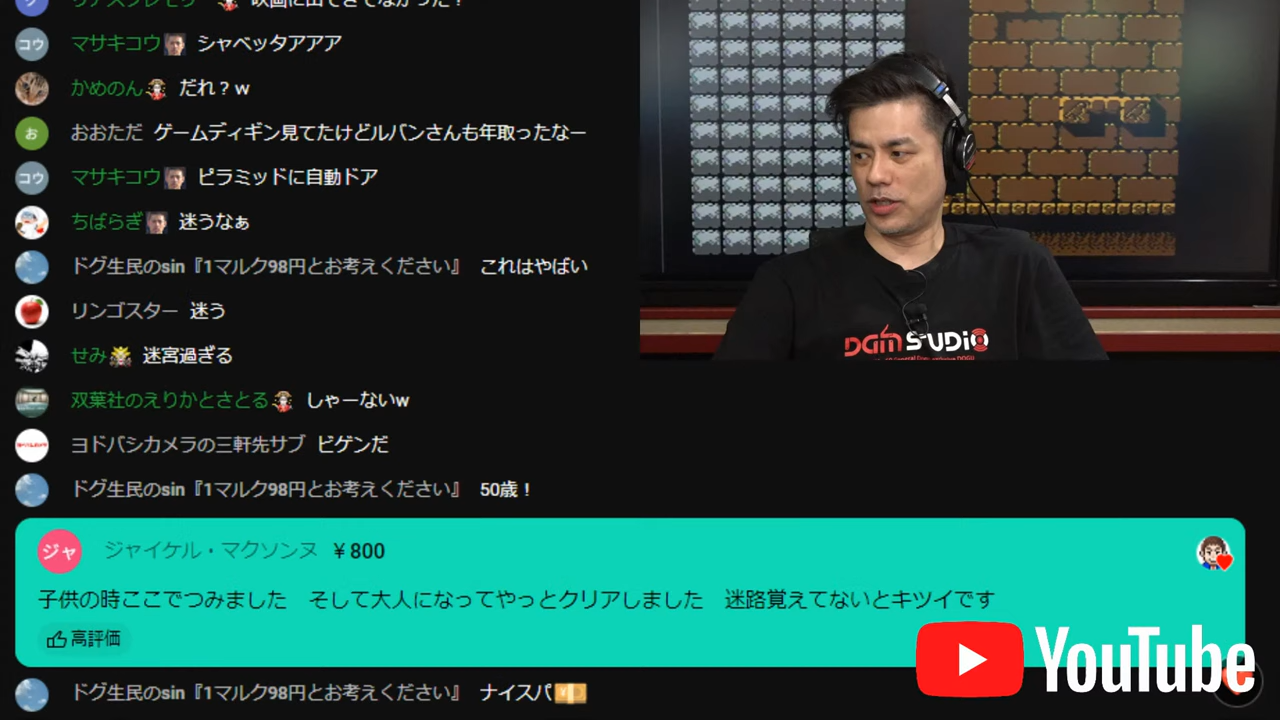 コウ マサキコウ シャベッタアアア
かめのん だれ？w
お おおただ ゲームディギン見てたけどルパンさんも年取ったなー
コウ マサキコウ ピラミッドに自動ドア
ちばらぎ 迷うなぁ
ドグ生民のsin『1マルク98円とお考えください』 これはやばい
リンゴスター 迷う
せみ 迷宮過ぎる
双葉社のえりかとさとる しゃーないw
ヨドバシカメラの三軒先サブ ビゲンだ
ドグ生民のsin『1マルク98円とお考えください』 50歳！
ジャ ジャイケル・マクソンヌ ￥800
子供の時ここでつみました そして大人になってやっとクリアしました 迷路覚えてないとキツイです
高評価
ドグ生民のsin『1マルク98円とお考えください』 ナイスパ
DGM STUDiO
YouTube